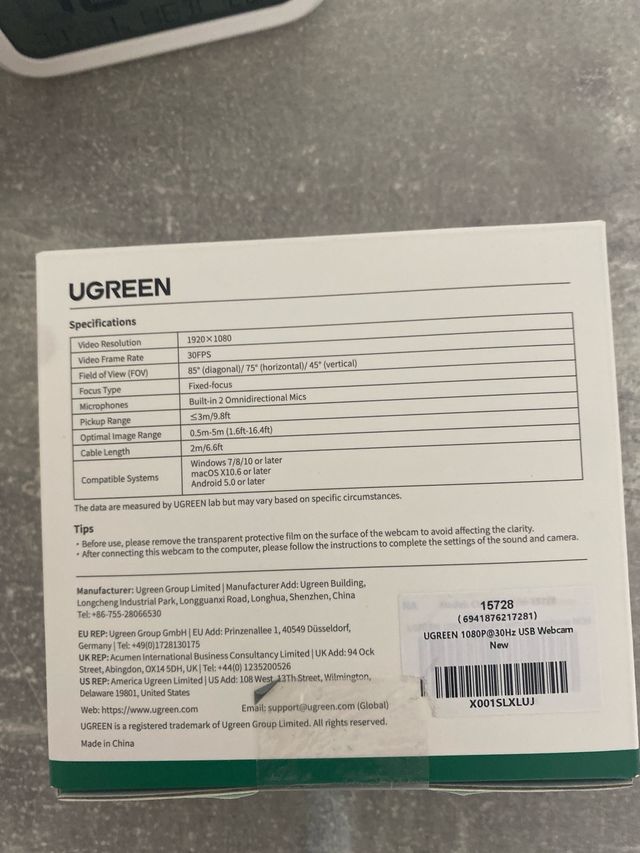 UGREEN
Specifications
Video Resolution 1920×1080
Video Frame Rate 30FPS
Field of View (FOV) 85° (diagonal)/ 75° (horizontal)/ 45° (vertical)
Focus Type Fixed-focus
Microphones Built-in 2 Omnidirectional Mics
Pickup Range ≤3m/9.8ft
Optimal Image Range 0.5m-5m (1.6ft-16.4ft)
Cable Length 2m/6.6ft
Compatible Systems Windows 7/8/10 or later
macOS X10.6 or later
Android 5.0 or later
The data are measured by UGREEN lab but may vary based on specific circumstances.
Tips
• Before use, please remove the transparent protective film on the surface of the webcam to avoid affecting the clarity.
• After connecting this webcam to the computer, please follow the instructions to complete the settings of the sound and camera.
Manufacturer: Ugreen Group Limited | Manufacturer Add: Ugreen Building,
Longcheng Industrial Park, Longguanxi Road, Longhua, Shenzhen, China
Tel: +86-755-28066530
EU REP: Ugreen Group GmbH | EU Add: Prinzenallee 1, 40549 Düsseldorf,
Germany | Tel: +49(0)1728130175
UK REP: Acumen International Business Consultancy Limited | UK Add: 94 Ock
Street, Abingdon, OX14 5DH, UK | Tel: +44(0) 1235200526
US REP: America Ugreen Limited | US Add: 108 West 13Th Street, Wilmington,
Delaware 19801, United States
Web: https://www.ugreen.com Email: support@ugreen.com (Global)
UGREEN is a registered trademark of Ugreen Group Limited. All rights reserved.
Made in China
15728
(6941876217281)
UGREEN 1080P@30Hz USB Webcam
New
X001SLXLUJ